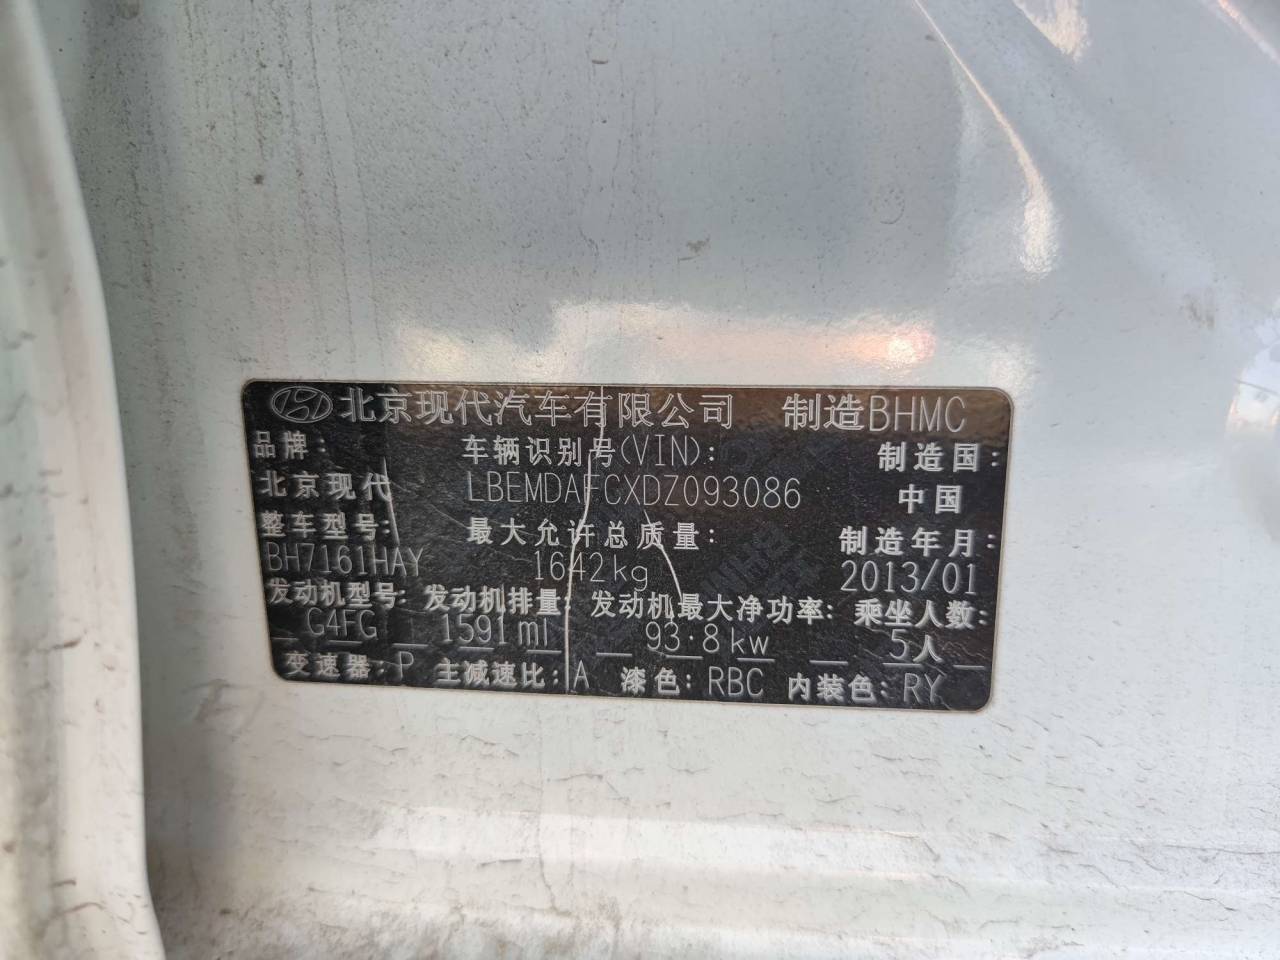 北京现代汽车有限公司 制造BHMC
品牌: 车辆识别号(VIN): 制造国:
北京现代 LBEMDAFCXDZ093086 中国
整车型号: 最大允许总质量: 制造年月:
BH7161HAY 1642kg 2013/01
发动机型号: 发动机排量: 发动机最大净功率: 乘坐人数:
G4FG 1591ml 93.8kw 5人
变速器:P 主减速比:A 漆色:RBC 内装色:RY